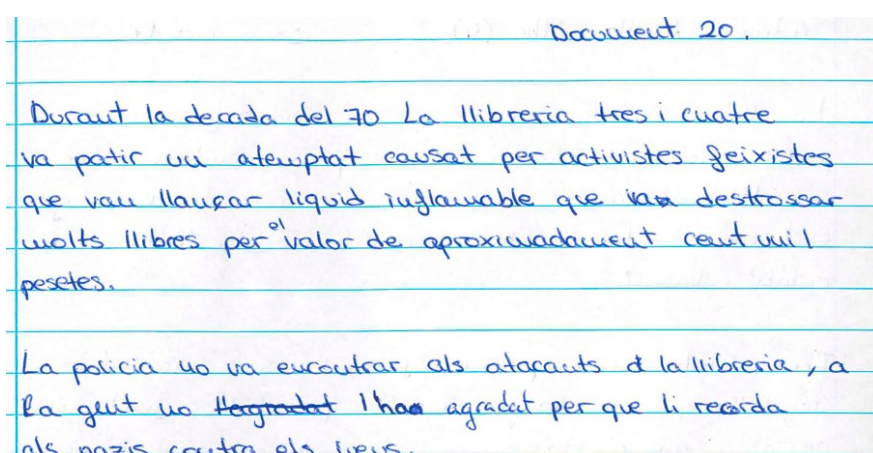 Document 20.
Durant la decada del 70 La llibreria tres i cuatre
va patir un atemptat causat per activistes feixistes
que van llançar liquid inflamable que van destrossar
molts llibres per el valor de aproximadament cent mil
pesetes.
La policia no va encontrar als atacants d la llibreria, a
la gent no l haa agradat per que li recorda
als nazis contra els lieus.